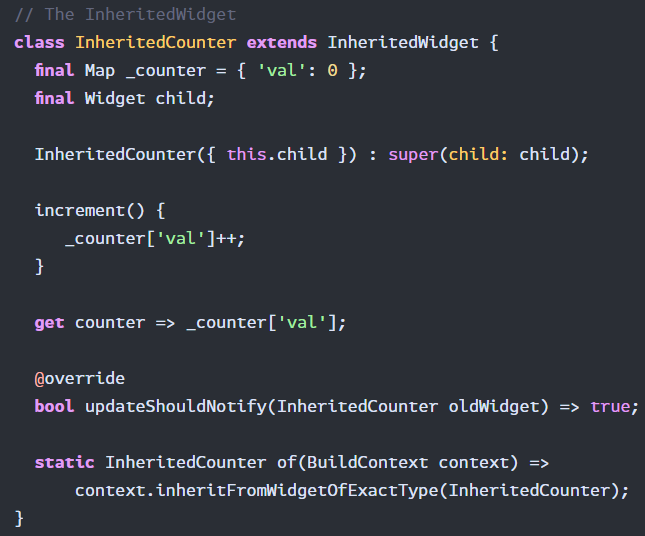 // The InheritedWidget
class InheritedCounter extends InheritedWidget {
  final Map _counter = { 'val': 0 };
  final Widget child;

  InheritedCounter({ this.child }) : super(child: child);

  increment() {
     _counter['val']++;
  }

  get counter => _counter['val'];

  @override
  bool updateShouldNotify(InheritedCounter oldWidget) => true;

  static InheritedCounter of(BuildContext context) =>
      context.inheritFromWidgetOfExactType(InheritedCounter);
}